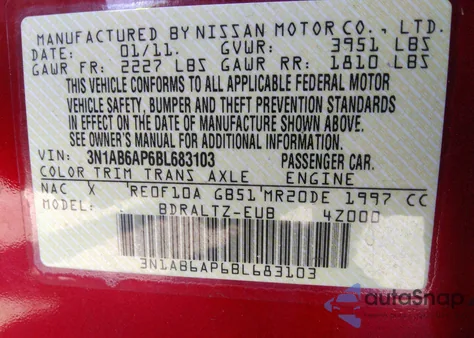 MANUFACTURED BY NISSAN MOTOR CO., LTD.
DATE: 01/11. GVWR: 3951 LBS
GAWR FR: 2227 LBS GAWR RR: 1810 LBS
THIS VEHICLE CONFORMS TO ALL APPLICABLE FEDERAL MOTOR
VEHICLE SAFETY, BUMPER AND THEFT PREVENTION STANDARDS
IN EFFECT ON THE DATE OF MANUFACTURE SHOWN ABOVE.
SEE OWNER'S MANUAL FOR ADDITIONAL INFORMATION.
VIN: 3N1AB6AP6BL683103 PASSENGER CAR.
COLOR TRIM TRANS AXLE ENGINE
NAC X RE0F10A GB51 MR20DE 1997 CC
MODEL: BDRALTZ-EUB 4Z000
3N1AB6AP6BL683103
autoSnap